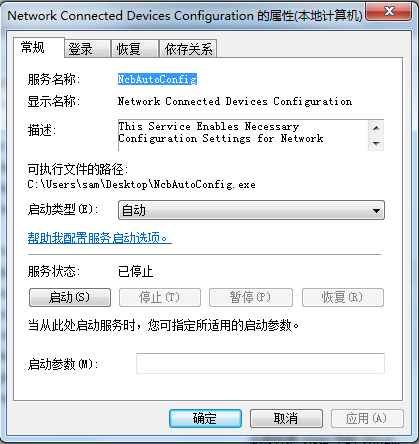 Network Connected Devices Configuration 的属性(本地计算机)
常规 登录 恢复 依存关系
服务名称: NcbAutoConfig
显示名称: Network Connected Devices Configuration
描述: This Service Enables Necessary
Configuration Settings for Network
可执行文件的路径:
C:\Users\sam\Desktop\NcbAutoConfig.exe
启动类型(E): 自动
帮助我配置服务启动选项。
服务状态: 已停止
启动(S) 停止(T) 暂停(P) 恢复(R)
当从此处启动服务时，您可指定所适用的启动参数。
启动参数(M):
确定 取消 应用(A)